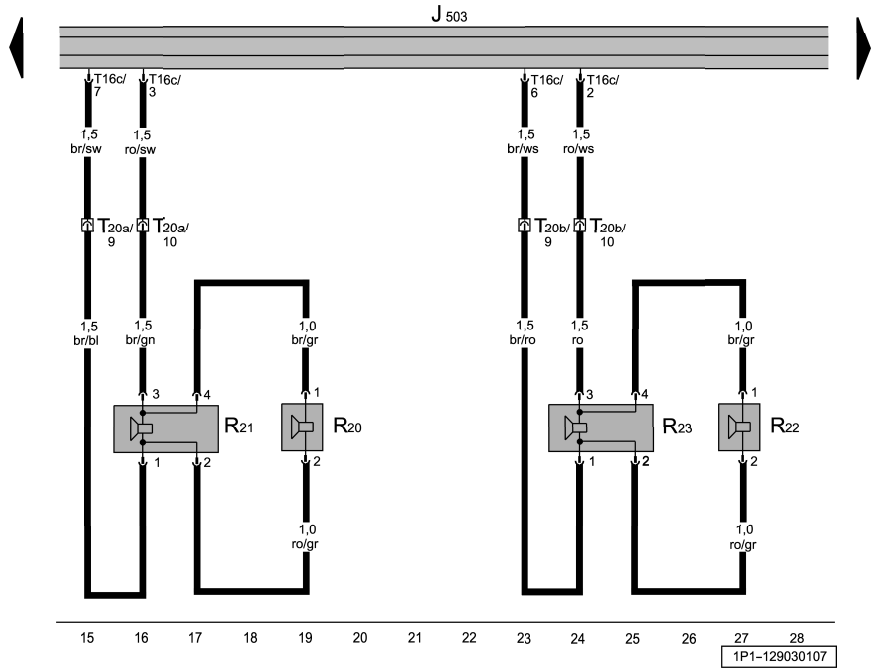 J 503
T16c/ T16c/ T16c/ T16c/
7 3 6 2
1,5 1,5 1,5 1,5
br/sw ro/sw br/ws ro/ws
T20a/ T20a/ T20b/ T20b/
9 10 9 10
1,5 1,5 1,0 1,5 1,5 1,0
br/bl br/gn br/gr br/ro ro br/gr
3 4 1 3 4 1
R21 R20 R23 R22
1 2 2 1 2 2
1,0 1,0
ro/gr ro/gr
15 16 17 18 19 20 21 22 23 24 25 26 27 28
1P1-129030107